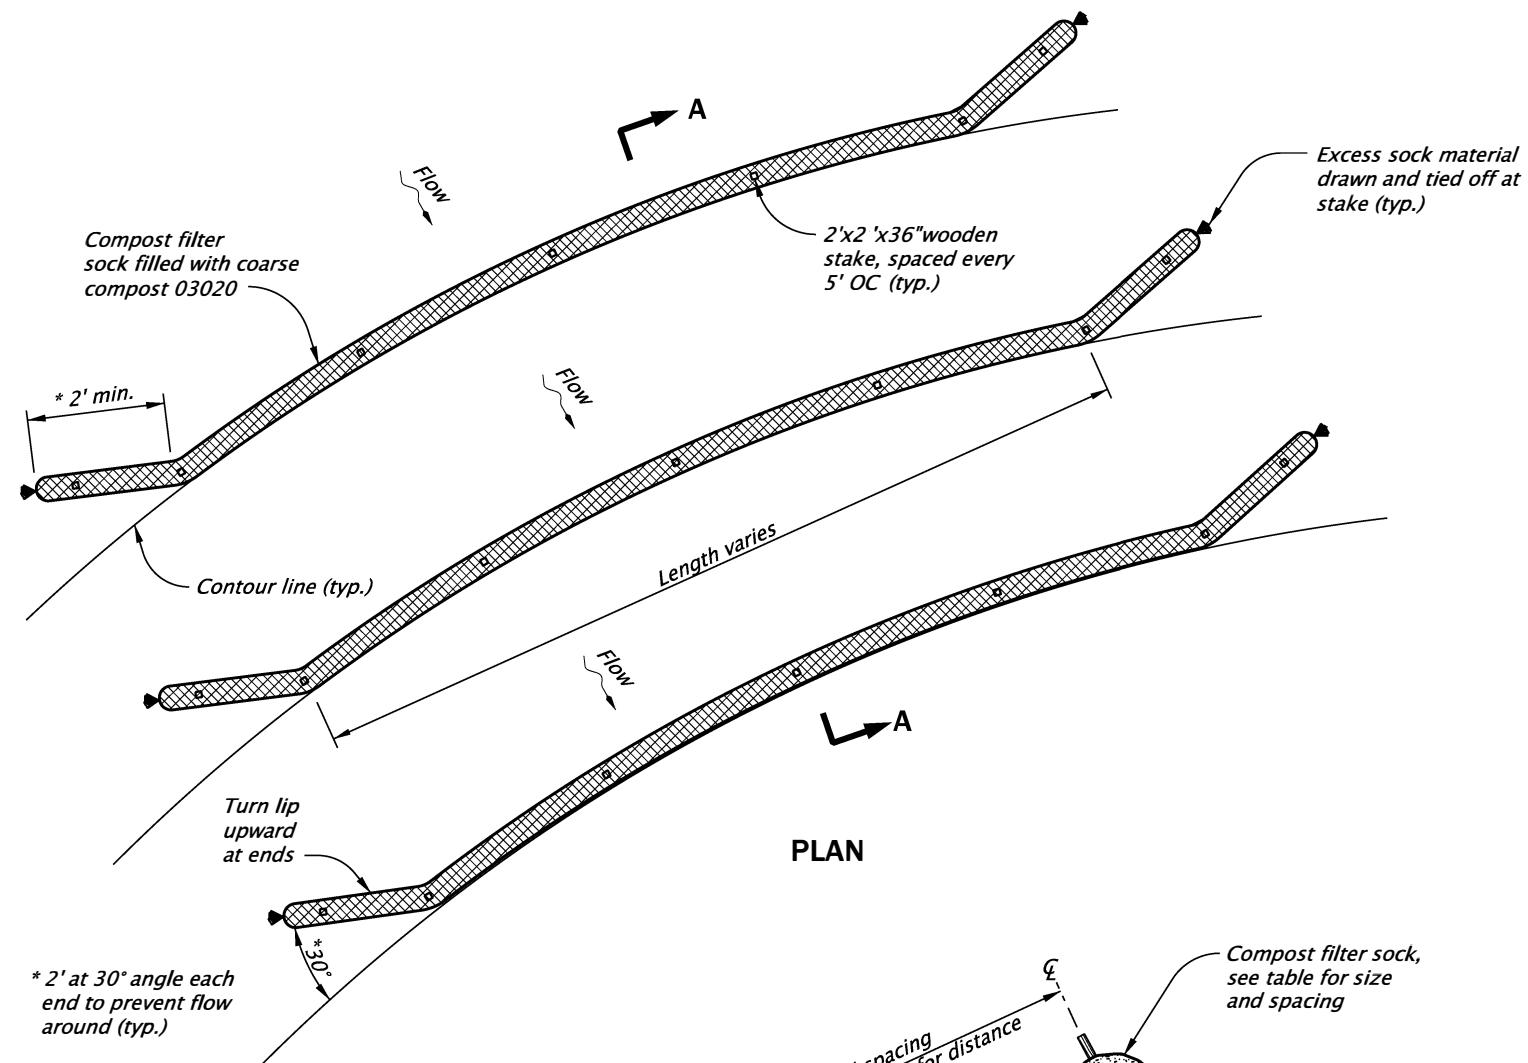 A
Flow
Excess sock material
drawn and tied off at
stake (typ.)
Compost filter
sock filled with coarse
compost 03020
2'x2 'x36"wooden
stake, spaced every
5' OC (typ.)
* 2' min.
Flow
Length varies
Contour line (typ.)
Flow
A
Turn lip
upward
at ends
PLAN
*30°
* 2' at 30° angle each
end to prevent flow
around (typ.)
℄
Compost filter sock,
see table for size
and spacing
spacing
for distance